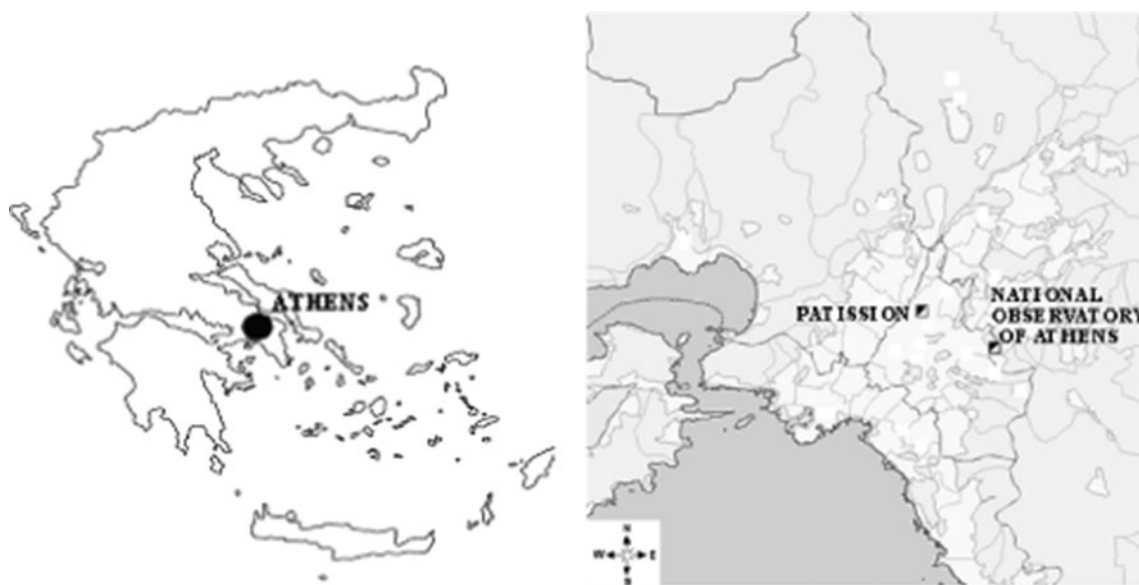 ATHENS
PATISSION
NATIONAL
OBSERVATORY
OF ATHENS
N
W E
S